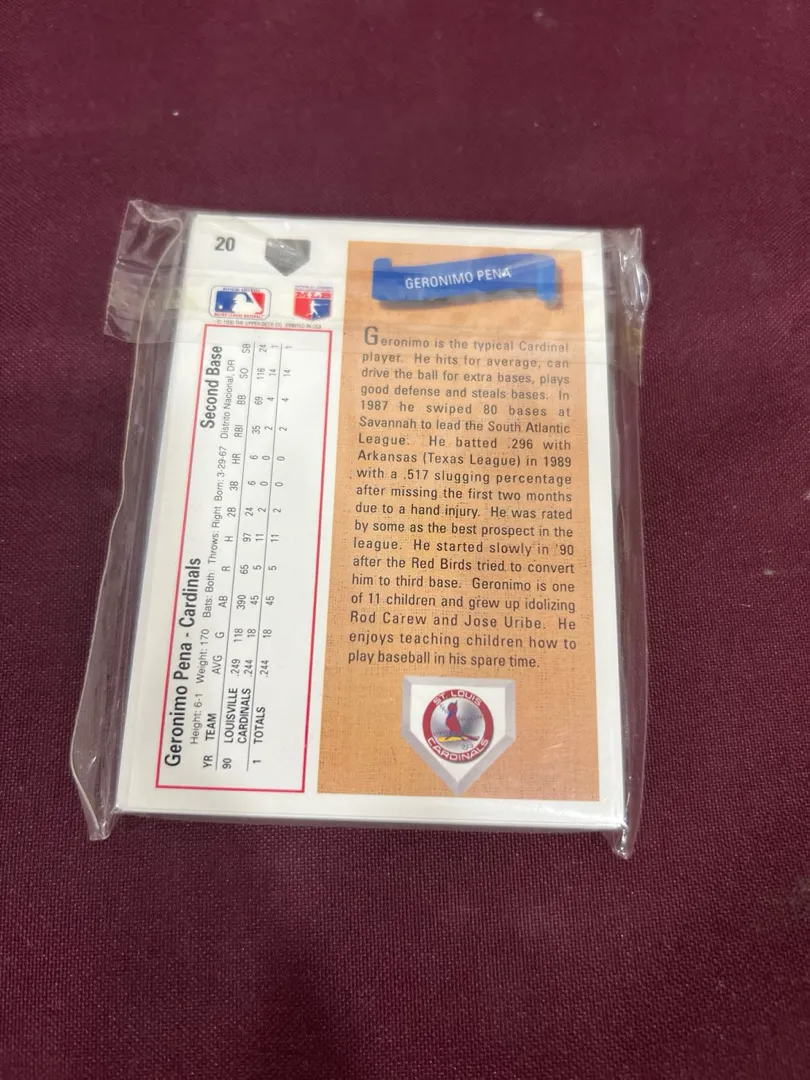 20
© 1990 THE UPPER DECK CO. PRINTED IN USA
Geronimo Pena - Cardinals Second Base
Height: 6-1 Weight: 170 Bats: Both Throws: Right Born: 3-29-67 Distrito Nacional, DR
YR TEAM AVG G AB R H 2B 3B HR RBI BB SO SB
90 LOUISVILLE .249 118 390 65 97 24 6 6 35 69 116 24
CARDINALS .244 18 45 5 11 2 0 0 2 4 14 1
1 TOTALS .244 18 45 5 11 2 0 0 2 4 14 1
GERONIMO PENA
Geronimo is the typical Cardinal
player. He hits for average, can
drive the ball for extra bases, plays
good defense and steals bases. In
1987 he swiped 80 bases at
Savannah to lead the South Atlantic
League. He batted .296 with
Arkansas (Texas League) in 1989
with a .517 slugging percentage
after missing the first two months
due to a hand injury. He was rated
by some as the best prospect in the
league. He started slowly in '90
after the Red Birds tried to convert
him to third base. Geronimo is one
of 11 children and grew up idolizing
Rod Carew and Jose Uribe. He
enjoys teaching children how to
play baseball in his spare time.
ST. LOUIS
CARDINALS